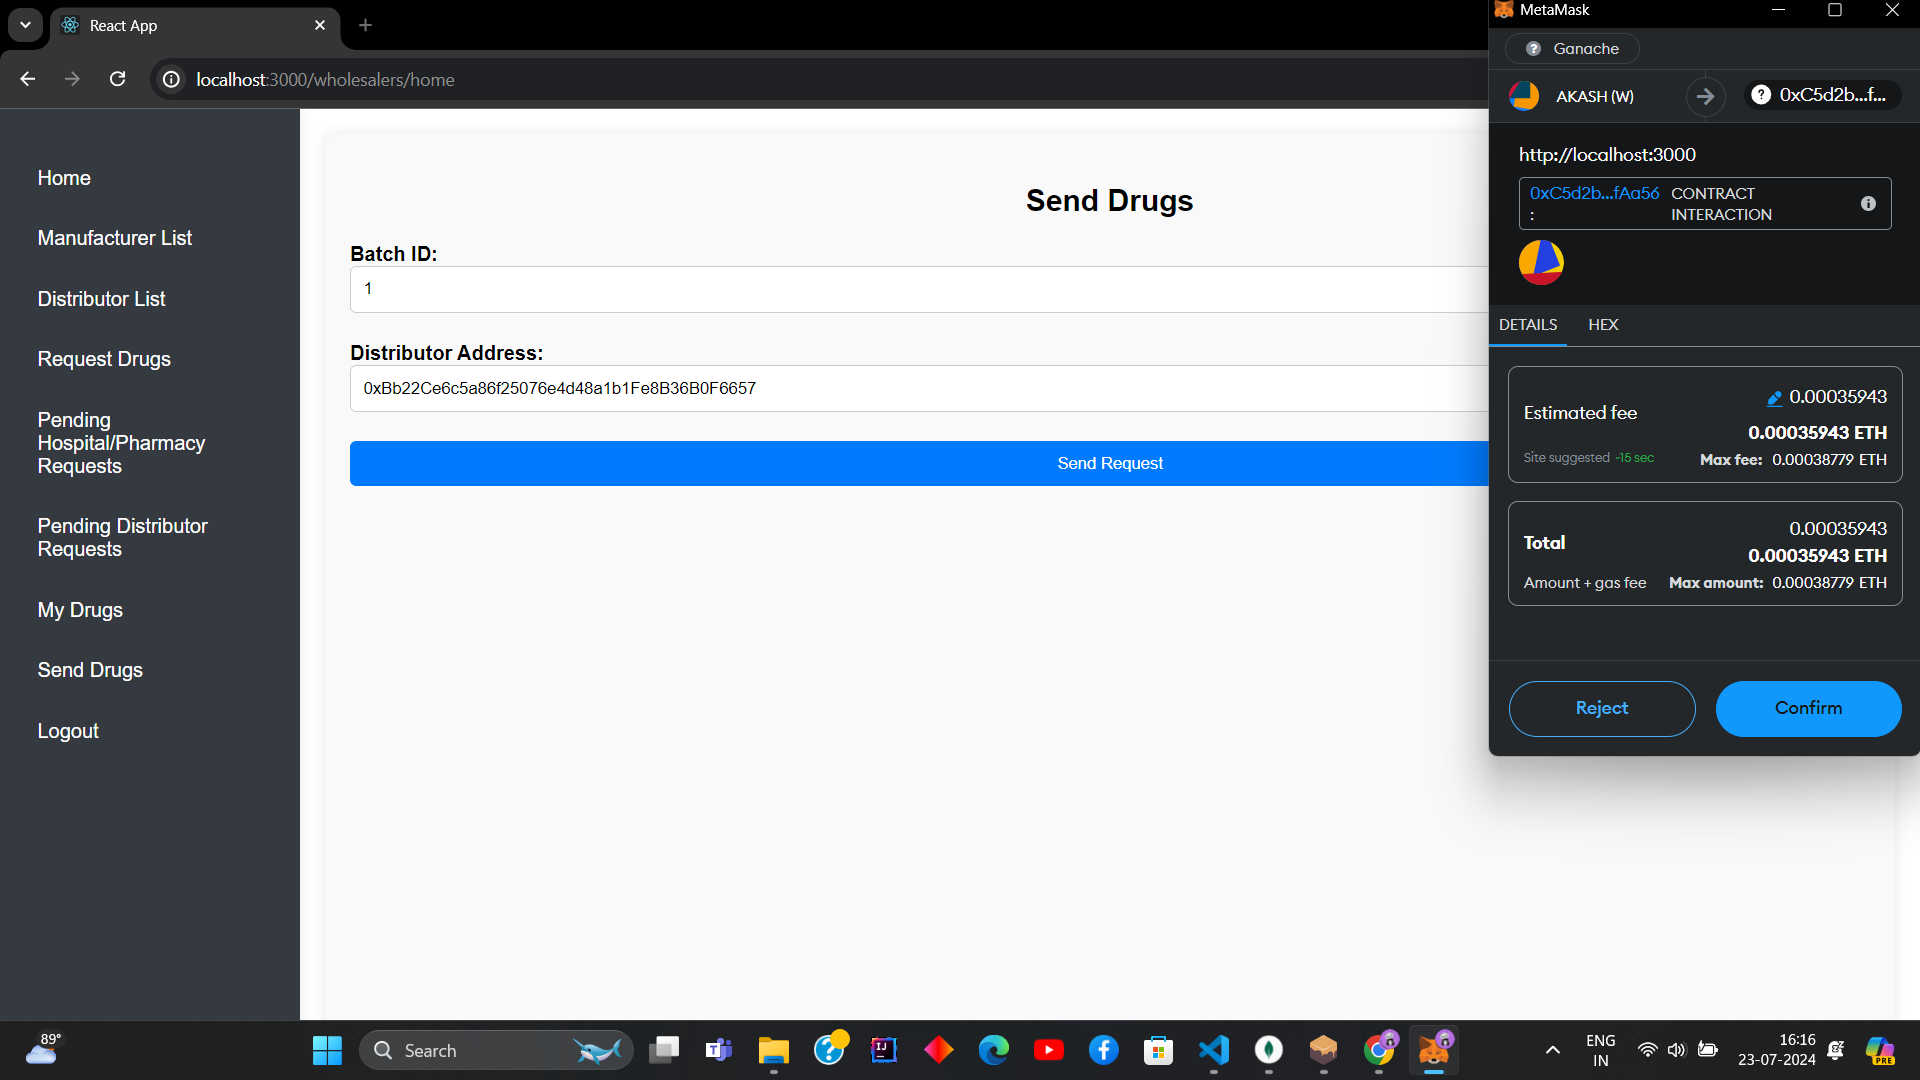 React App
localhost:3000/wholesalers/home
Home
Manufacturer List
Distributor List
Request Drugs
Pending
Hospital/Pharmacy
Requests
Pending Distributor
Requests
My Drugs
Send Drugs
Logout
Send Drugs
Batch ID:
1
Distributor Address:
0xBb22Ce6c5a86f25076e4d48a1b1Fe8B36B0F6657
Send Request
MetaMask
Ganache
AKASH (W)
0xC5d2b...f...
http://localhost:3000
0xC5d2b...fAa56 CONTRACT
: INTERACTION
DETAILS HEX
0.00035943
Estimated fee
0.00035943 ETH
Site suggested ~15 sec Max fee: 0.00038779 ETH
0.00035943
Total
0.00035943 ETH
Amount + gas fee Max amount: 0.00038779 ETH
Reject Confirm
89°
Search
ENG
IN
16:16
23-07-2024
PRE